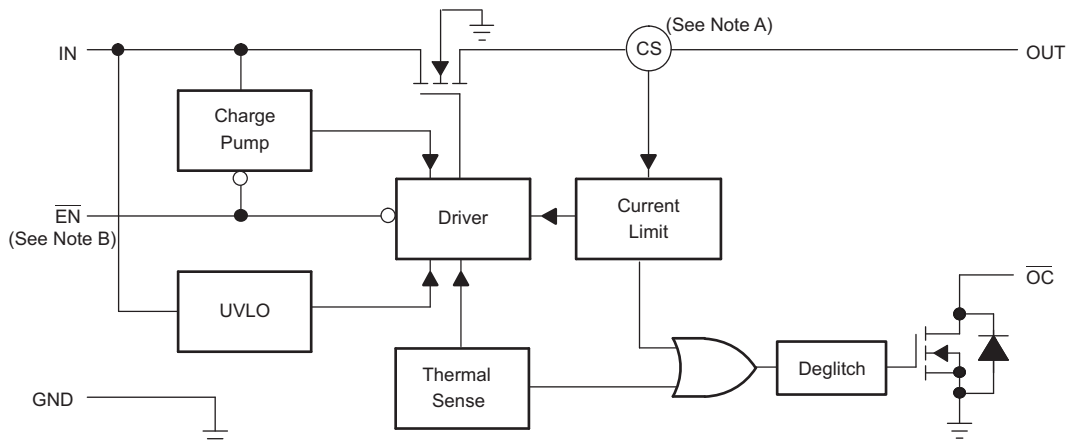 (See Note A)
IN
CS
OUT
Charge
Pump
EN
(See Note B)
Driver
Current
Limit
OC
UVLO
Thermal
Sense
Deglitch
GND